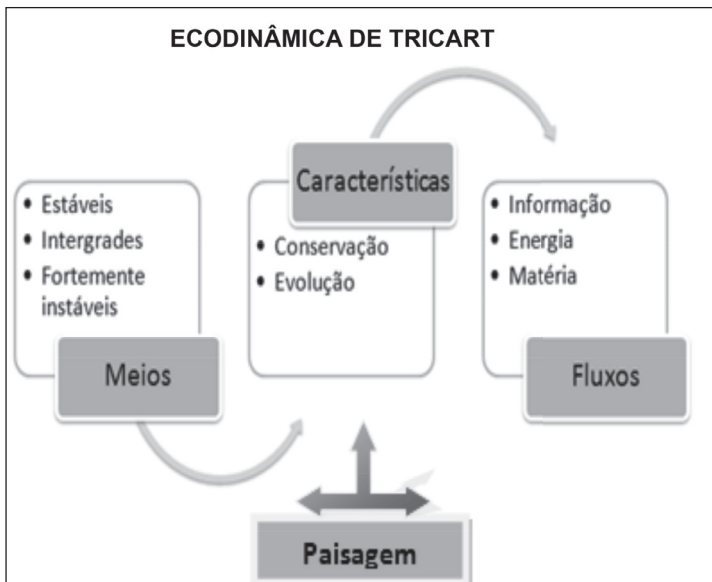 ECODINÂMICA DE TRICART
• Estáveis
• Intergrades
• Fortemente
instáveis
Meios
Características
• Conservação
• Evolução
• Informação
• Energia
• Matéria
Fluxos
Paisagem